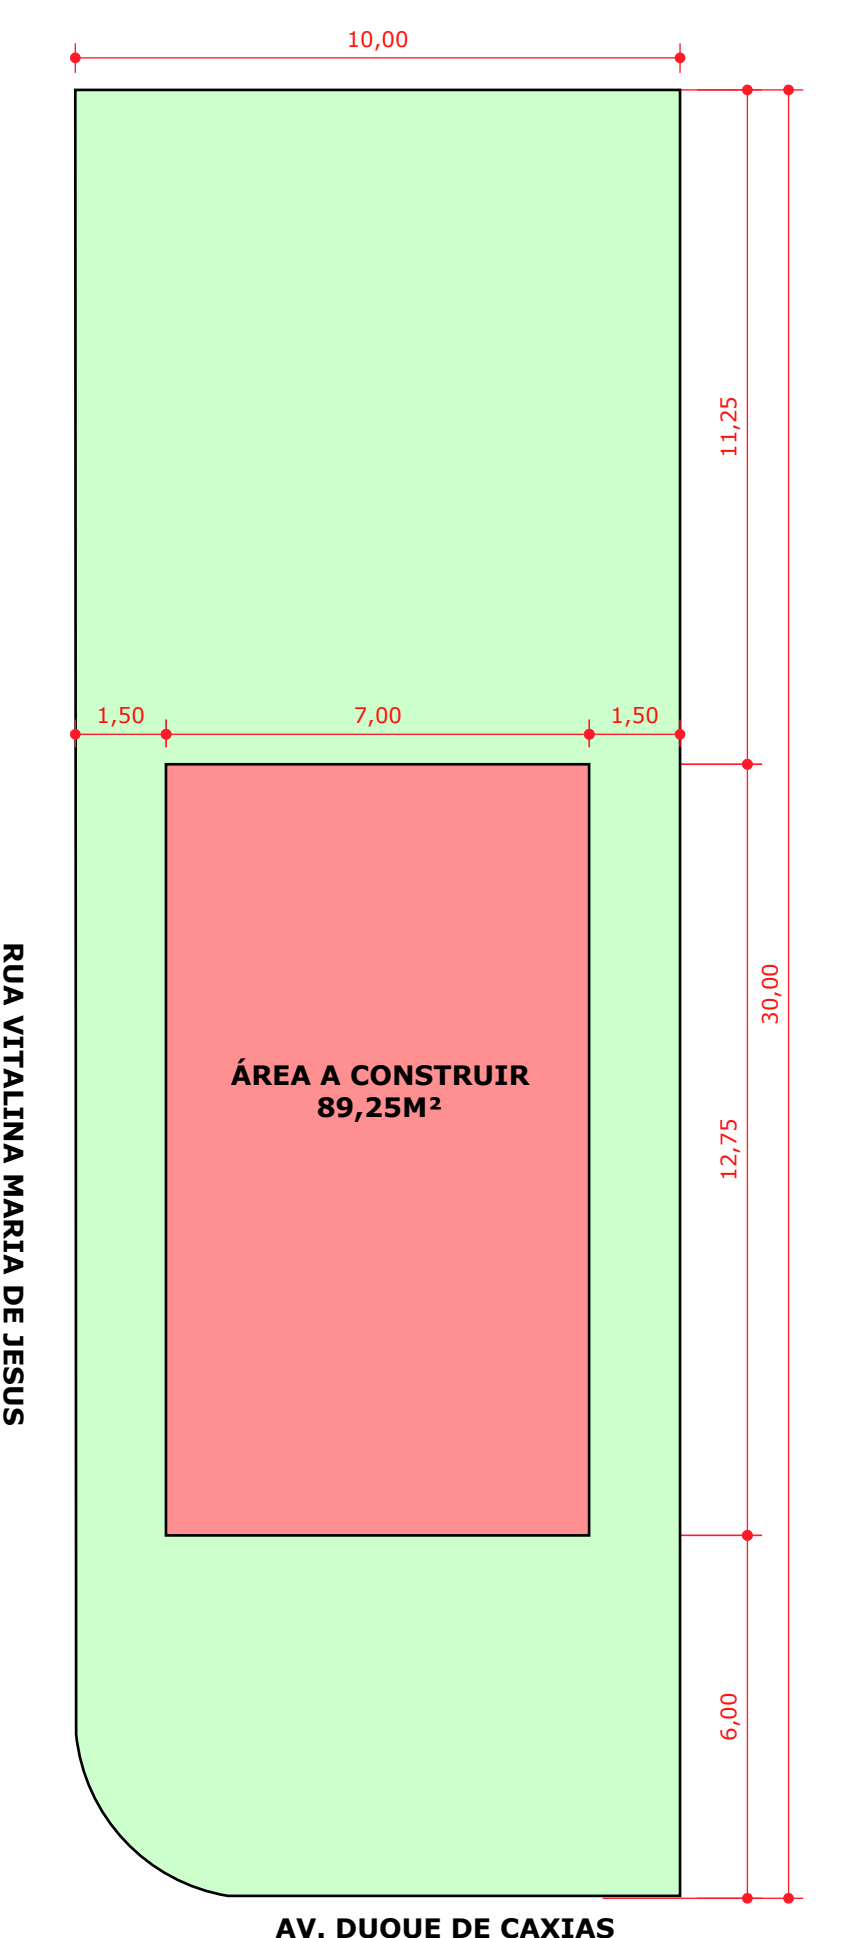 10,00
11,25
1,50
7,00
1,50
30,00
RUA VITALINA MARIA DE JESUS
ÁREA A CONSTRUIR
89,25M²
12,75
6,00
AV. DUQUE DE CAXIAS